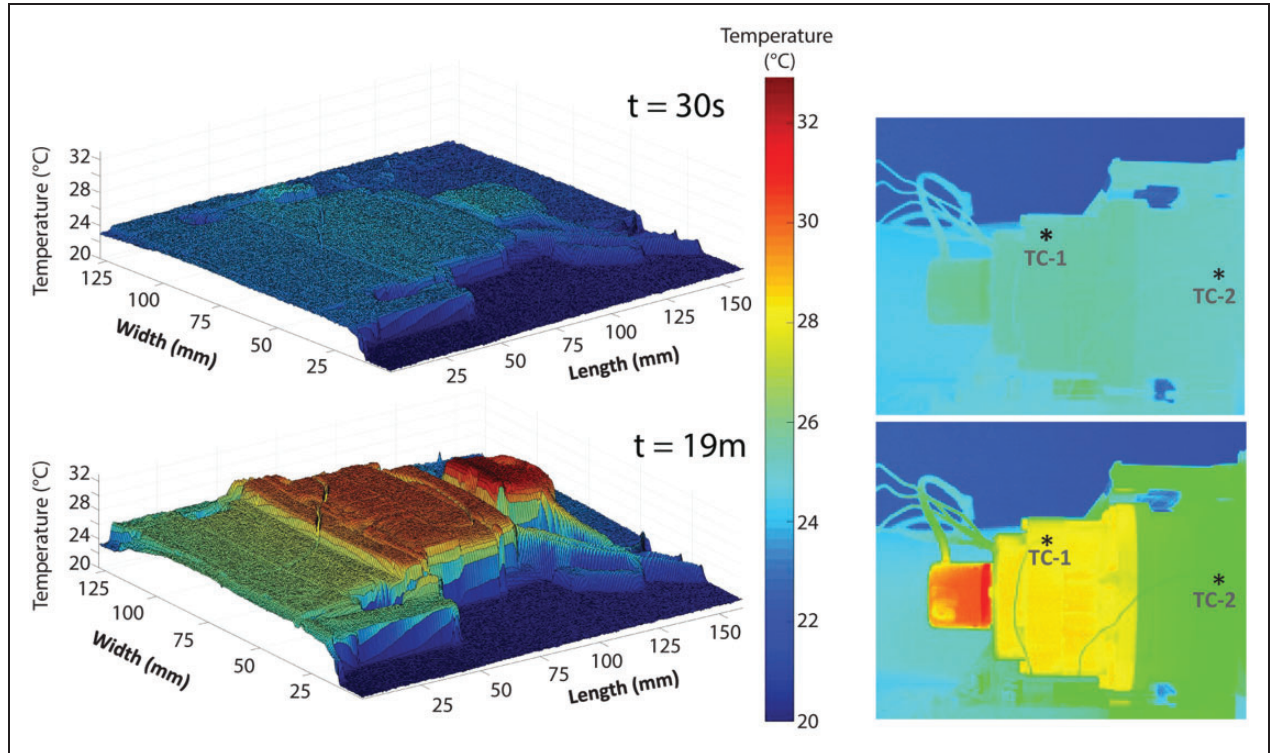 Temperature
(°C)
t = 30s
32
28
24
20
Temperature (°C)
125
100
75
50
25
Width (mm)
25
50
75
100
125
150
Length (mm)
32
30
28
26
24
22
20
TC-1
TC-2
t = 19m
32
28
24
20
Temperature (°C)
125
100
75
50
25
Width (mm)
25
50
75
100
125
150
Length (mm)
TC-1
TC-2